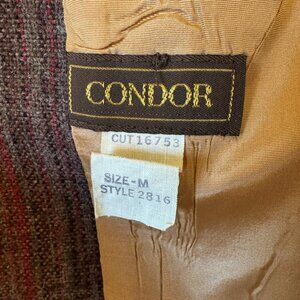 CONDOR
CUT 16753
SIZE-M
STYLE 2816